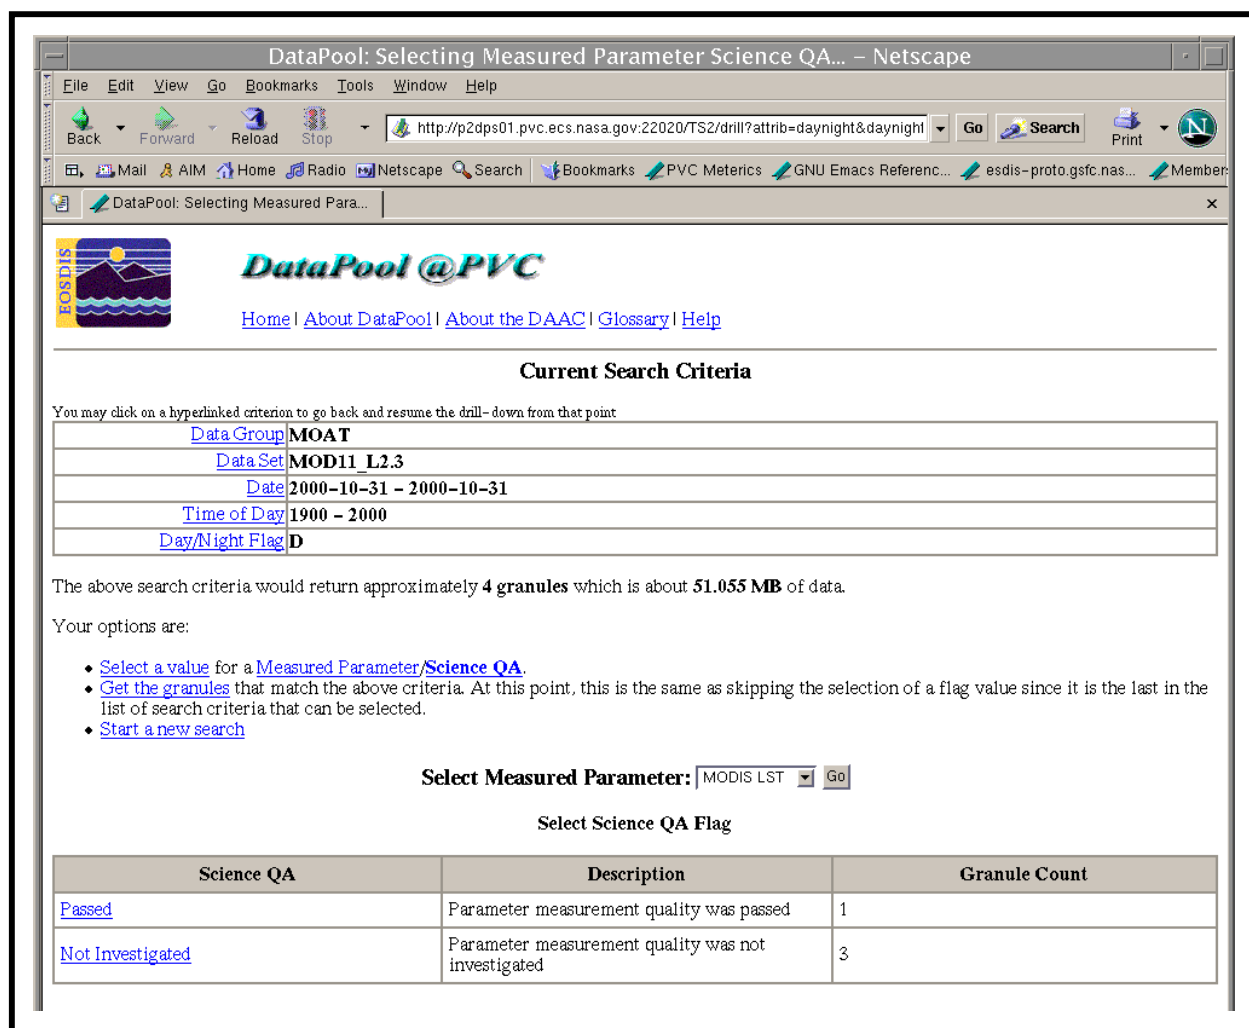 DataPool: Selecting Measured Parameter Science QA... – Netscape
File Edit View Go Bookmarks Tools Window Help
Back Forward Reload Stop http://p2dps01.pvc.ecs.nasa.gov:22020/TS2/drill?attrib=daynight&daynight Go Search Print N
Mail AIM Home Radio Netscape Search Bookmarks PVC Meterics GNU Emacs Referenc... esdis-proto.gsfc.nas... Member
DataPool: Selecting Measured Para... ×
EOSDIS
DataPool @PVC
Home | About DataPool | About the DAAC | Glossary | Help
Current Search Criteria
You may click on a hyperlinked criterion to go back and resume the drill-down from that point
Data Group MOAT
Data Set MOD11_L2.3
Date 2000-10-31 – 2000-10-31
Time of Day 1900 – 2000
Day/Night Flag D
The above search criteria would return approximately 4 granules which is about 51.055 MB of data.
Your options are:
• Select a value for a Measured Parameter/Science QA.
• Get the granules that match the above criteria. At this point, this is the same as skipping the selection of a flag value since it is the last in the
list of search criteria that can be selected.
• Start a new search
Select Measured Parameter: MODIS LST Go
Select Science QA Flag
Science QA Description Granule Count
Passed Parameter measurement quality was passed 1
Not Investigated Parameter measurement quality was not
investigated 3